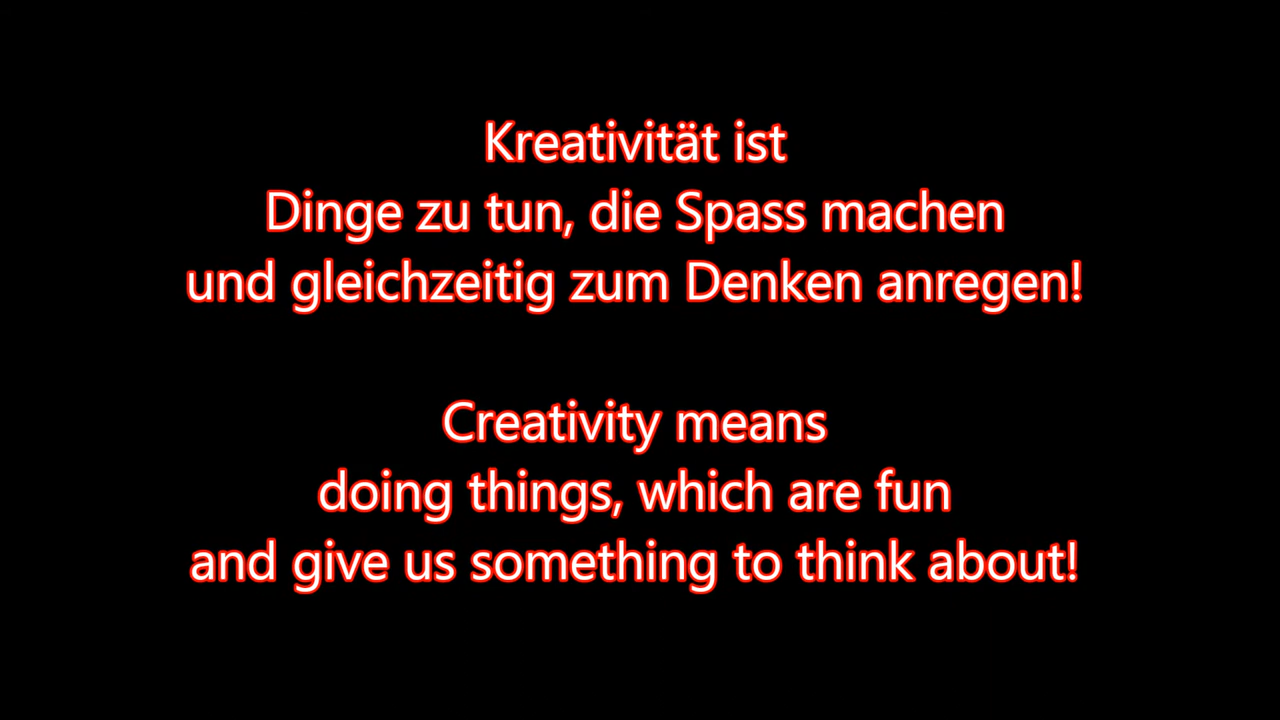 Kreativität ist
Dinge zu tun, die Spass machen
und gleichzeitig zum Denken anregen!
Creativity means
doing things, which are fun
and give us something to think about!